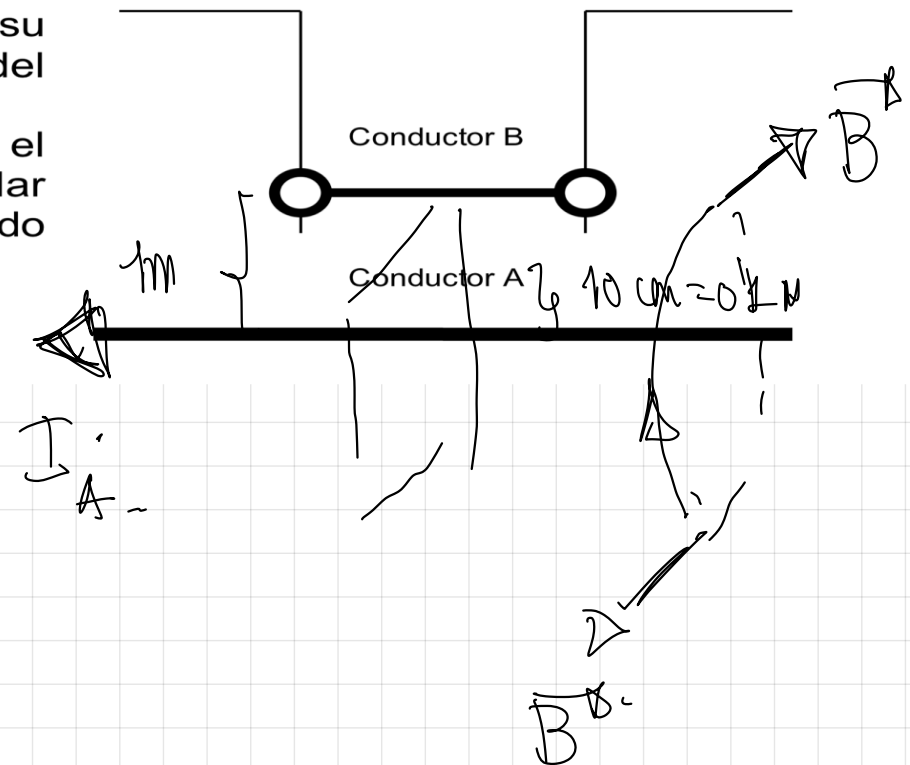 su
del
el
lar
do
Conductor B
B
1m
Conductor A
10 cm = 0'1 m
I A
B